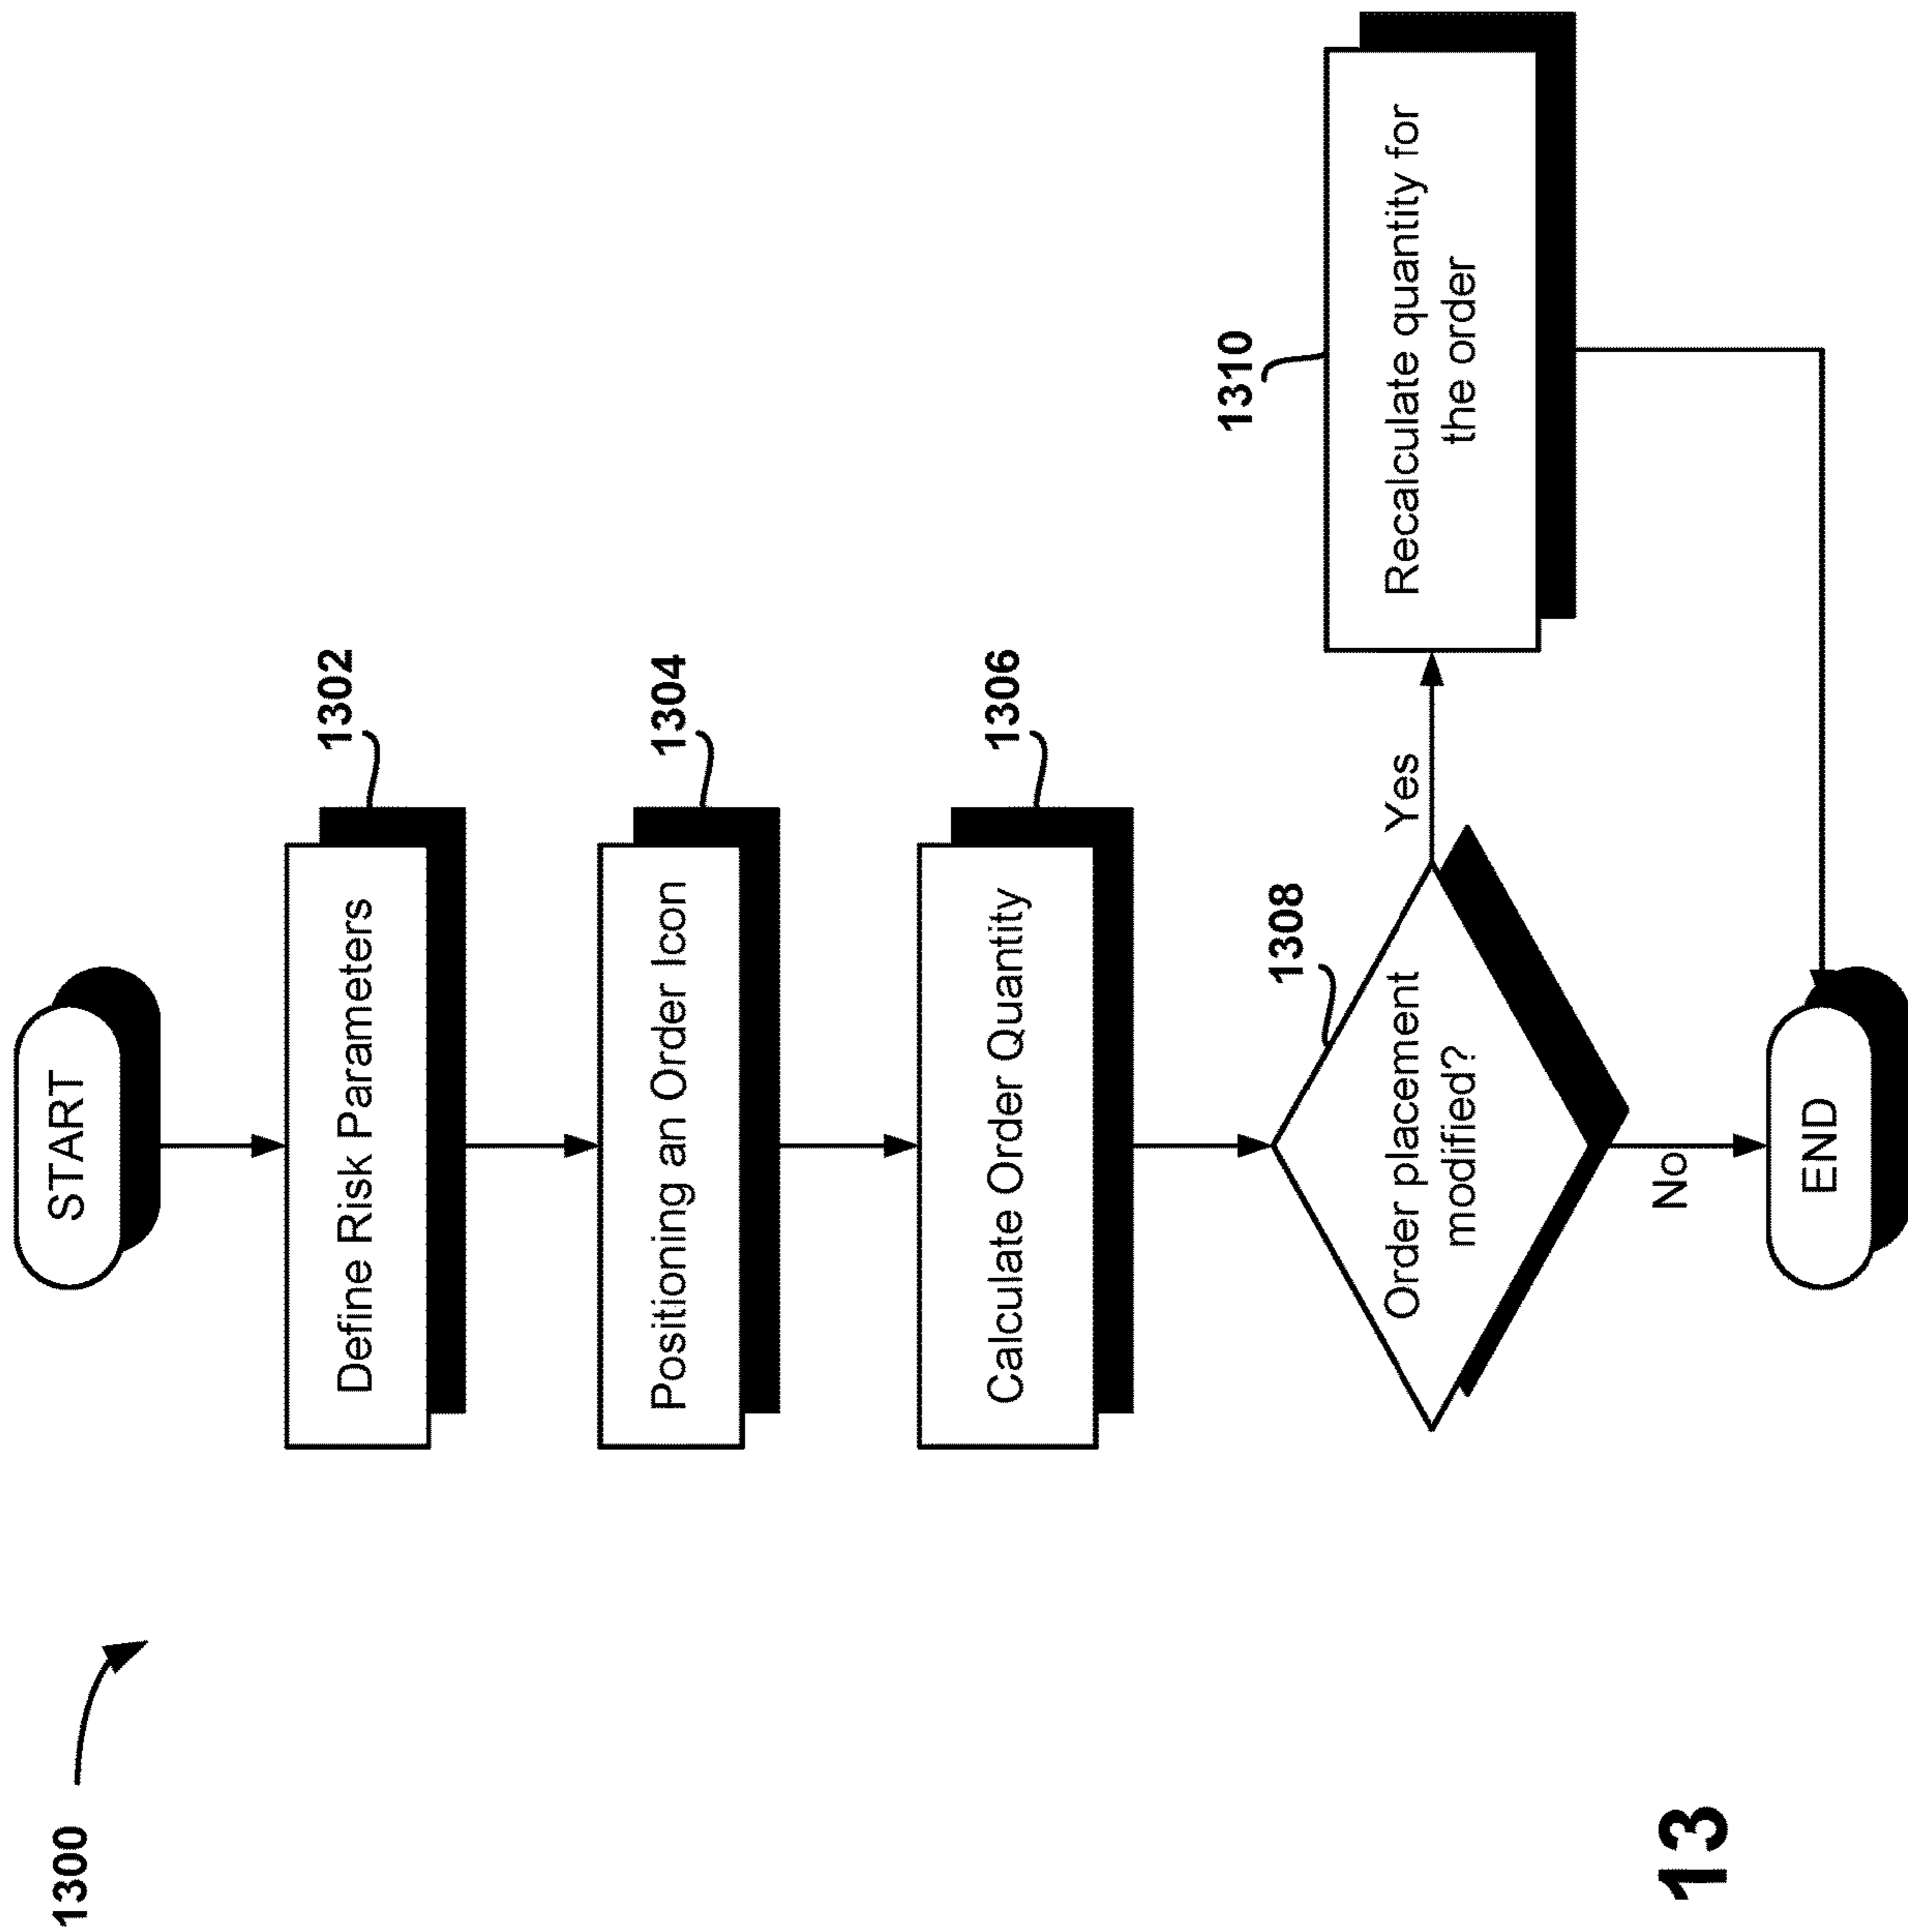 1300
START
1302
Define Risk Parameters
1304
Positioning an Order Icon
1306
Calculate Order Quantity
1308
Order placement
modified?
Yes
1310
Recalculate quantity for
the order
No
END
13